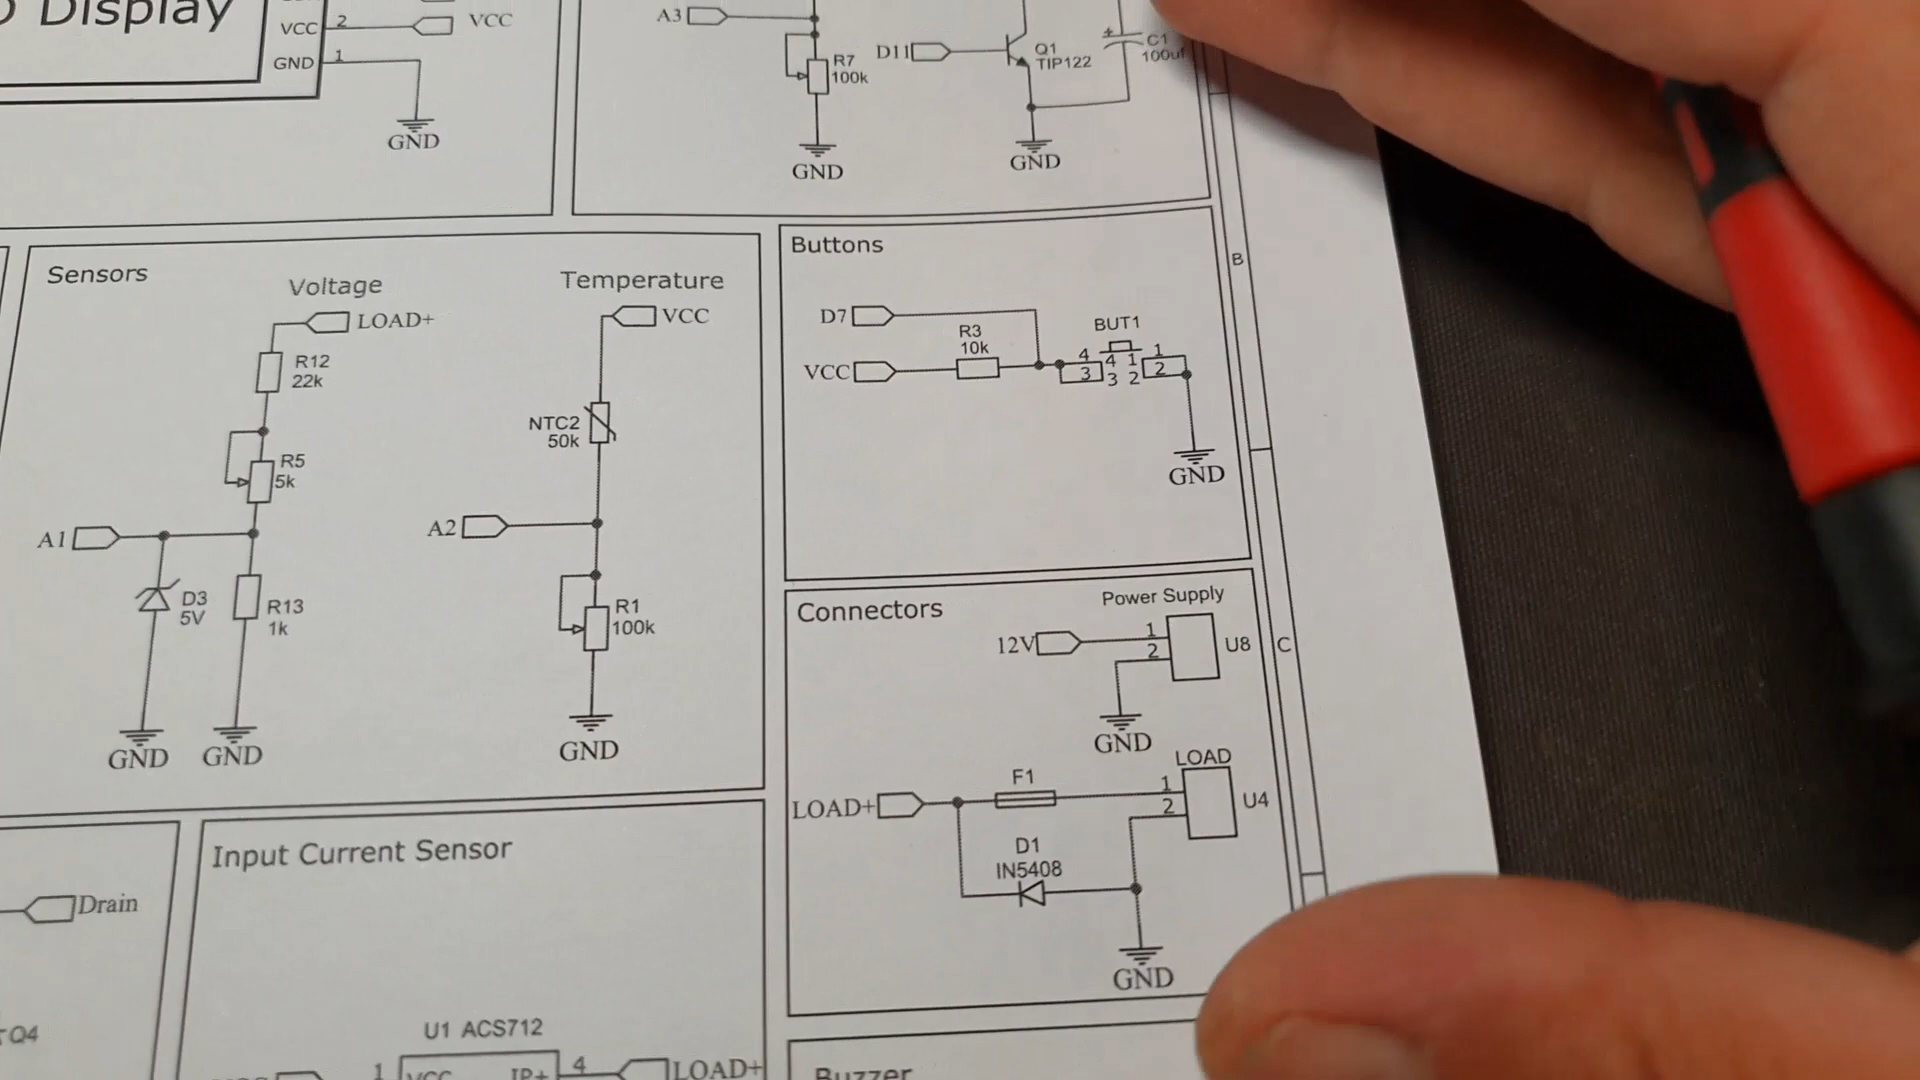 Display
VCC 2 VCC
GND 1
GND
A3
R7
100k
GND
D11
Q1
TIP122
C1
100uf
GND
Sensors
Voltage
LOAD+
R12
22k
R5
5k
A1
D3
5V
R13
1k
GND GND
Temperature
VCC
NTC2
50k
A2
R1
100k
GND
Buttons
D7
R3
10k
VCC
BUT1
4 4 1 1
3 3 2 2
GND
B
Connectors
Power Supply
12V 1
2
U8
C
GND
LOAD
F1
LOAD+ 1
2
U4
D1
IN5408
GND
Drain
Q4
Input Current Sensor
U1 ACS712
1 VCC IP+ 4 LOAD+
Buzzer